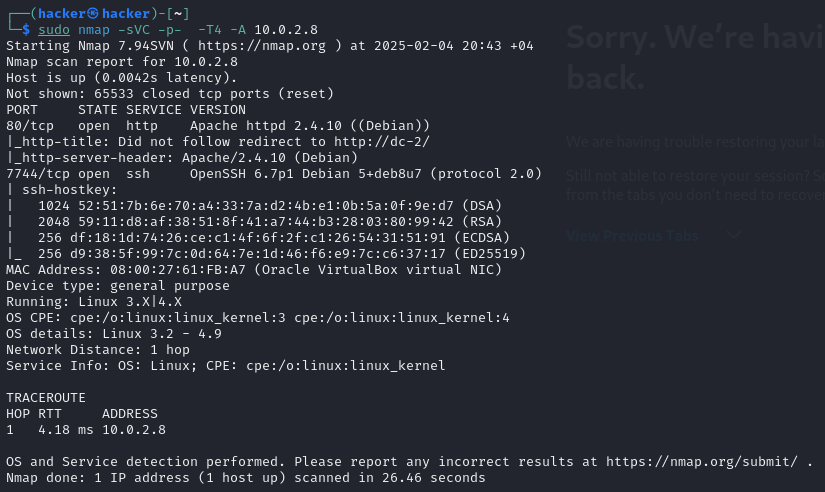 ┌──(hacker㉿hacker)-[~]
└─$ sudo nmap -sVC -p-  -T4 -A 10.0.2.8
Starting Nmap 7.94SVN ( https://nmap.org ) at 2025-02-04 20:43 +04
Nmap scan report for 10.0.2.8
Host is up (0.0042s latency).
Not shown: 65533 closed tcp ports (reset)
PORT     STATE SERVICE VERSION
80/tcp   open  http    Apache httpd 2.4.10 ((Debian))
|_http-title: Did not follow redirect to http://dc-2/
|_http-server-header: Apache/2.4.10 (Debian)
7744/tcp open  ssh     OpenSSH 6.7p1 Debian 5+deb8u7 (protocol 2.0)
| ssh-hostkey:
|   1024 52:51:7b:6e:70:a4:33:7a:d2:4b:e1:0b:5a:0f:9e:d7 (DSA)
|   2048 59:11:d8:af:38:51:8f:41:a7:44:b3:28:03:80:99:42 (RSA)
|   256 df:18:1d:74:26:ce:c1:4f:6f:2f:c1:26:54:31:51:91 (ECDSA)
|_  256 d9:38:5f:99:7c:0d:64:7e:1d:46:f6:e9:7c:c6:37:17 (ED25519)
MAC Address: 08:00:27:61:FB:A7 (Oracle VirtualBox virtual NIC)
Device type: general purpose
Running: Linux 3.X|4.X
OS CPE: cpe:/o:linux:linux_kernel:3 cpe:/o:linux:linux_kernel:4
OS details: Linux 3.2 - 4.9
Network Distance: 1 hop
Service Info: OS: Linux; CPE: cpe:/o:linux:linux_kernel

TRACEROUTE
HOP RTT     ADDRESS
1   4.18 ms 10.0.2.8

OS and Service detection performed. Please report any incorrect results at https://nmap.org/submit/ .
Nmap done: 1 IP address (1 host up) scanned in 26.46 seconds
Sorry. We're havi
back.
We are having trouble restoring your la
Still not able to restore your session? S
from the tabs you don't need to recover
View Previous Tabs